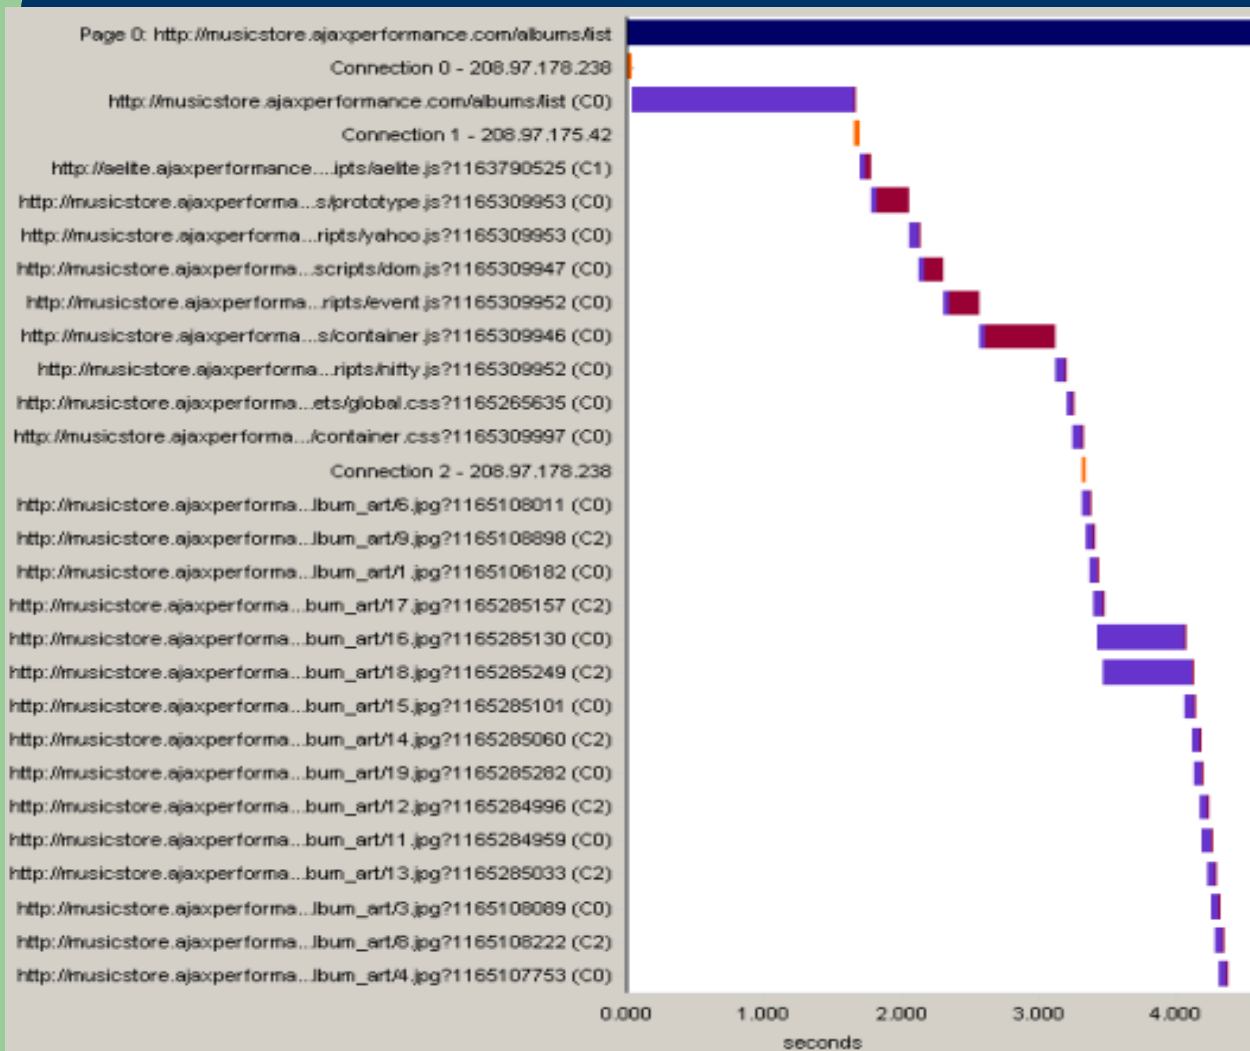 Page 0: http://musicstore.ajaxperformance.com/albums/list
Connection 0 - 208.97.178.238
http://musicstore.ajaxperformance.com/albums/list (C0)
Connection 1 - 208.97.175.42
http://aelite.ajaxperformance....ipts/aelite.js?1163790525 (C1)
http://musicstore.ajaxperforma...s/prototype.js?1165309953 (C0)
http://musicstore.ajaxperforma...ripts/yahoo.js?1165309953 (C0)
http://musicstore.ajaxperforma...scripts/dom.js?1165309947 (C0)
http://musicstore.ajaxperforma...ripts/event.js?1165309952 (C0)
http://musicstore.ajaxperforma...s/container.js?1165309946 (C0)
http://musicstore.ajaxperforma...ripts/nifty.js?1165309952 (C0)
http://musicstore.ajaxperforma...ets/global.css?1165265635 (C0)
http://musicstore.ajaxperforma.../container.css?1165309997 (C0)
Connection 2 - 208.97.178.238
http://musicstore.ajaxperforma...lbum_art/6.jpg?1165108011 (C0)
http://musicstore.ajaxperforma...lbum_art/9.jpg?1165108898 (C2)
http://musicstore.ajaxperforma...lbum_art/1.jpg?1165106182 (C0)
http://musicstore.ajaxperforma...bum_art/17.jpg?1165285157 (C2)
http://musicstore.ajaxperforma...bum_art/16.jpg?1165285130 (C0)
http://musicstore.ajaxperforma...bum_art/18.jpg?1165285249 (C2)
http://musicstore.ajaxperforma...bum_art/15.jpg?1165285101 (C0)
http://musicstore.ajaxperforma...bum_art/14.jpg?1165285060 (C2)
http://musicstore.ajaxperforma...bum_art/19.jpg?1165285282 (C0)
http://musicstore.ajaxperforma...bum_art/12.jpg?1165284996 (C2)
http://musicstore.ajaxperforma...bum_art/11.jpg?1165284959 (C0)
http://musicstore.ajaxperforma...bum_art/13.jpg?1165285033 (C2)
http://musicstore.ajaxperforma...lbum_art/3.jpg?1165108089 (C0)
http://musicstore.ajaxperforma...lbum_art/8.jpg?1165108222 (C2)
http://musicstore.ajaxperforma...lbum_art/4.jpg?1165107753 (C0)
0.000 1.000 2.000 3.000 4.000
seconds